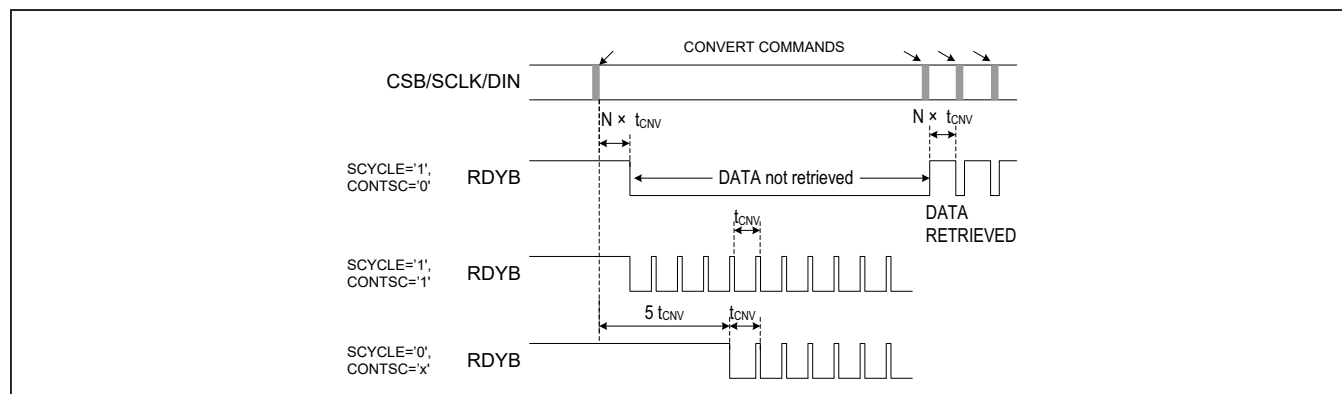 CONVERT COMMANDS
CSB/SCLK/DIN
N × tCNV
N × tCNV
SCYCLE='1',
CONTSC='0'
RDYB
DATA not retrieved
DATA
RETRIEVED
tCNV
SCYCLE='1',
CONTSC='1'
RDYB
5 tCNV
tCNV
SCYCLE='0',
CONTSC='x'
RDYB